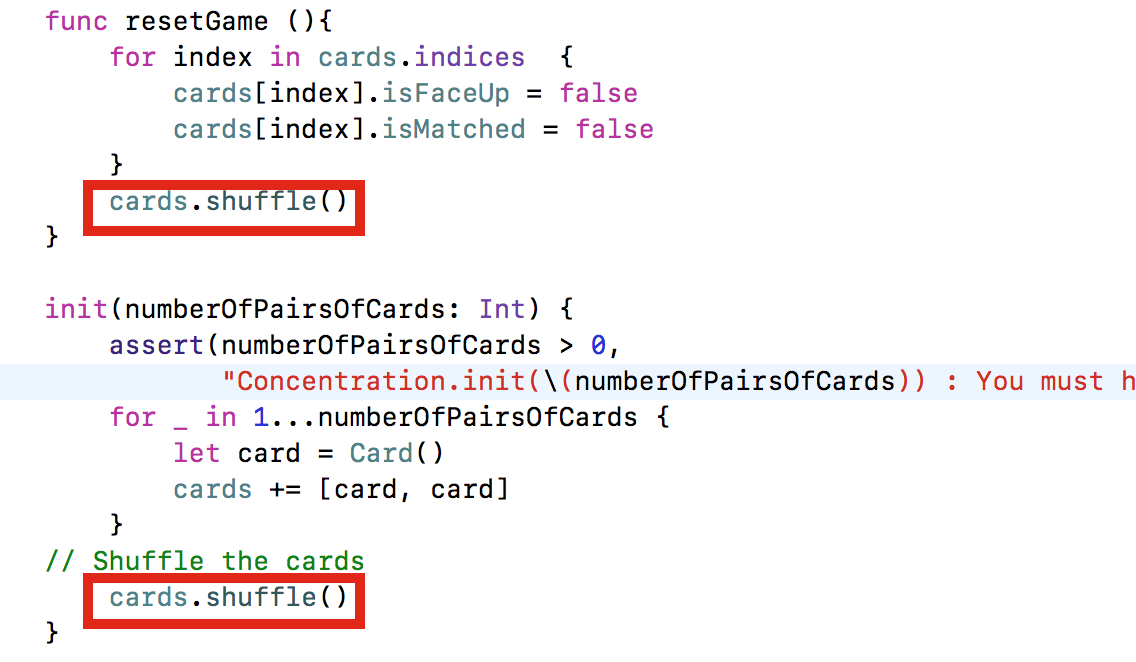 func resetGame (){
for index in cards.indices  {
cards[index].isFaceUp = false
cards[index].isMatched = false
}
cards.shuffle()
}
init(numberOfPairsOfCards: Int) {
assert(numberOfPairsOfCards > 0,
"Concentration.init(\(numberOfPairsOfCards)) : You must h
for _ in 1...numberOfPairsOfCards {
let card = Card()
cards += [card, card]
}
// Shuffle the cards
cards.shuffle()
}